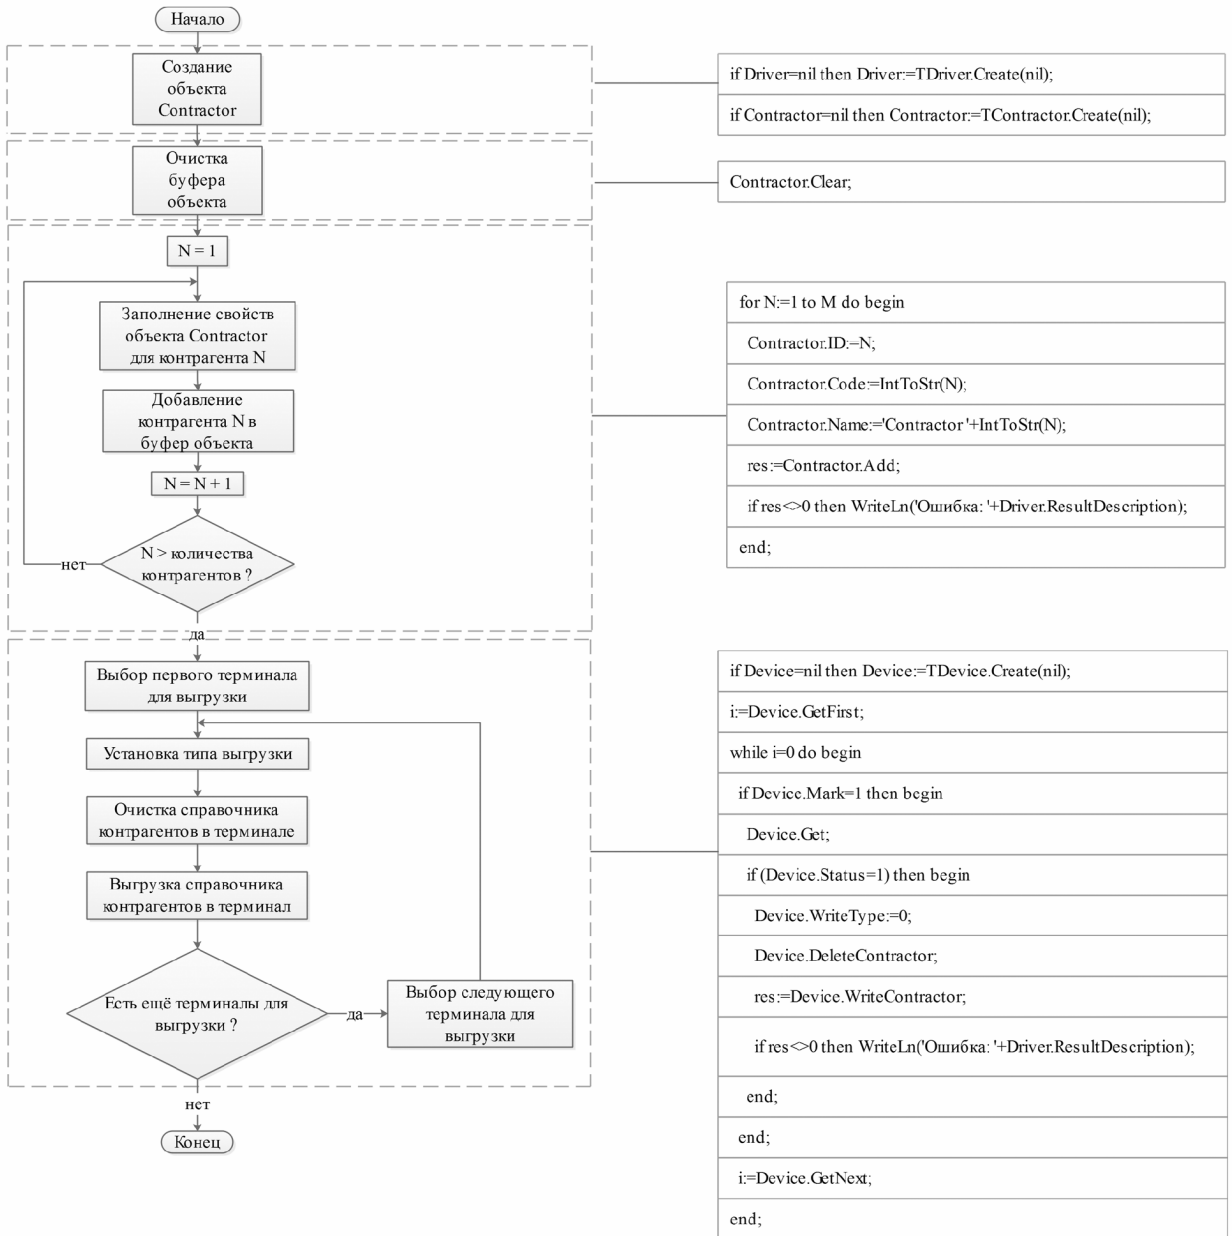 Начало
Создание
объекта
Contractor
if Driver=nil then Driver:=TDriver.Create(nil);
if Contractor=nil then Contractor:=TContractor.Create(nil);
Очистка
буфера
объекта
Contractor.Clear;
N = 1
Заполнение свойств
объекта Contractor
для контрагента N
Добавление
контрагента N в
буфер объекта
N = N + 1
N > количества
контрагентов ?
нет
да
for N:=1 to M do begin
Contractor.ID:=N;
Contractor.Code:=IntToStr(N);
Contractor.Name:='Contractor '+IntToStr(N);
res:=Contractor.Add;
if res<>0 then WriteLn('Ошибка: '+Driver.ResultDescription);
end;
Выбор первого терминала
для выгрузки
Установка типа выгрузки
Очистка справочника
контрагентов в терминале
Выгрузка справочника
контрагентов в терминал
Есть ещё терминалы для
выгрузки ?
да
Выбор следующего
терминала для
выгрузки
нет
Конец
if Device=nil then Device:=TDevice.Create(nil);
i:=Device.GetFirst;
while i=0 do begin
if Device.Mark=1 then begin
Device.Get;
if (Device.Status=1) then begin
Device.WriteType:=0;
Device.DeleteContractor;
res:=Device.WriteContractor;
if res<>0 then WriteLn('Ошибка: '+Driver.ResultDescription);
end;
end;
i:=Device.GetNext;
end;